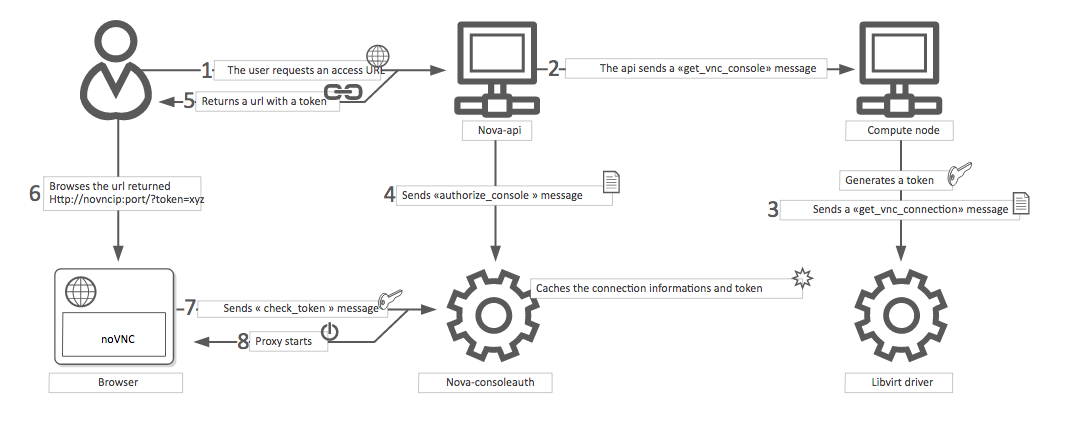 1 The user requests an access URL
2 The api sends a «get_vnc_console» message
5 Returns a url with a token
Nova-api
Compute node
6 Browses the url returned
Http://novncip:port/?token=xyz
4 Sends «authorize_console » message
Generates a token
3 Sends a «get_vnc_connection» message
Caches the connection informations and token
7 Sends « check_token » message
8 Proxy starts
noVNC
Browser
Nova-consoleauth
Libvirt driver